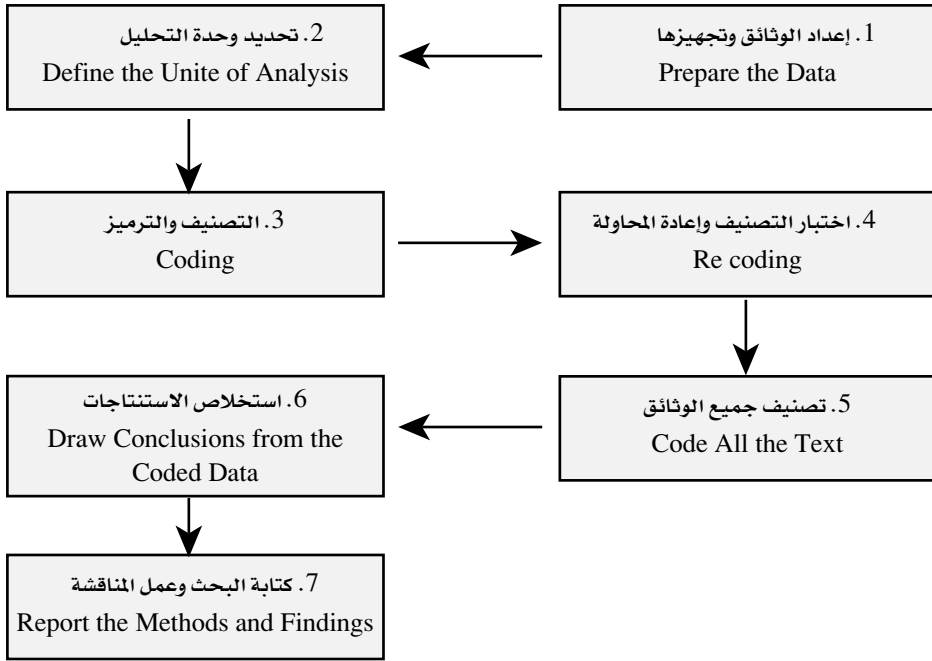 1. إعداد الوثائق وتجهيزها
Prepare the Data
2. تحديد وحدة التحليل
Define the Unite of Analysis
3. التصنيف والترميز
Coding
4. اختبار التصنيف وإعادة المحاولة
Re coding
5. تصنيف جميع الوثائق
Code All the Text
6. استخلاص الاستنتاجات
Draw Conclusions from the
Coded Data
7. كتابة البحث وعمل المناقشة
Report the Methods and Findings